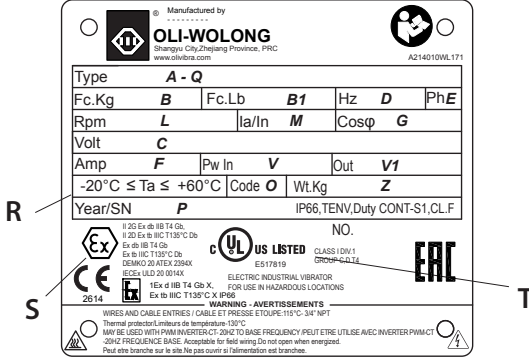 ® Manufactured by
OLI-WOLONG
Shangyu City,Zhejiang Province, PRC
www.olivibra.com
A214010WL171
Type A - Q
Fc.Kg B Fc.Lb B1 Hz D Ph E
Rpm L Ia/In M Cosφ G
Volt C
Amp F Pw In V Out V1
-20°C ≤ Ta ≤ +60°C Code O Wt.Kg Z
R
Year/SN P IP66,TENV,Duty CONT-S1,CL.F
II 2G Ex db IIB T4 Gb,
II 2D Ex tb IIIC T135°C Db
Ex db IIB T4 Gb
Ex tb IIIC T135°C Db
DEMKO 20 ATEX 2394X
IECEx ULD 20 0014X
Ex
C UL US LISTED
E517819
NO.
CLASS I DIV.1
GROUP C,D T4
ELECTRIC INDUSTRIAL VIBRATOR
FOR USE IN HAZARDOUS LOCATIONS
EAC
T
S
CE
2614
Ex
1Ex d IIB T4 Gb X,
Ex tb IIIC T135°C X IP66
WARNING - AVERTISSEMENTS
WIRES AND CABLE ENTRIES / CABLE ET PRESSE ETOUPE:115°C- 3/4" NPT
Thermal protector/Limiteurs de température-130°C
MAY BE USED WITH PWM INVERTER-CT- 20HZ TO BASE FREQUENCY /PEUT ETRE UTILISE AVEC INVERTER PWM-CT
-20HZ FREQUENCE BASE. Acceptable for field wiring.Do not open when energized.
Peut etre branche sur le site.Ne pas ouvrir si l'alimentation est branchee.